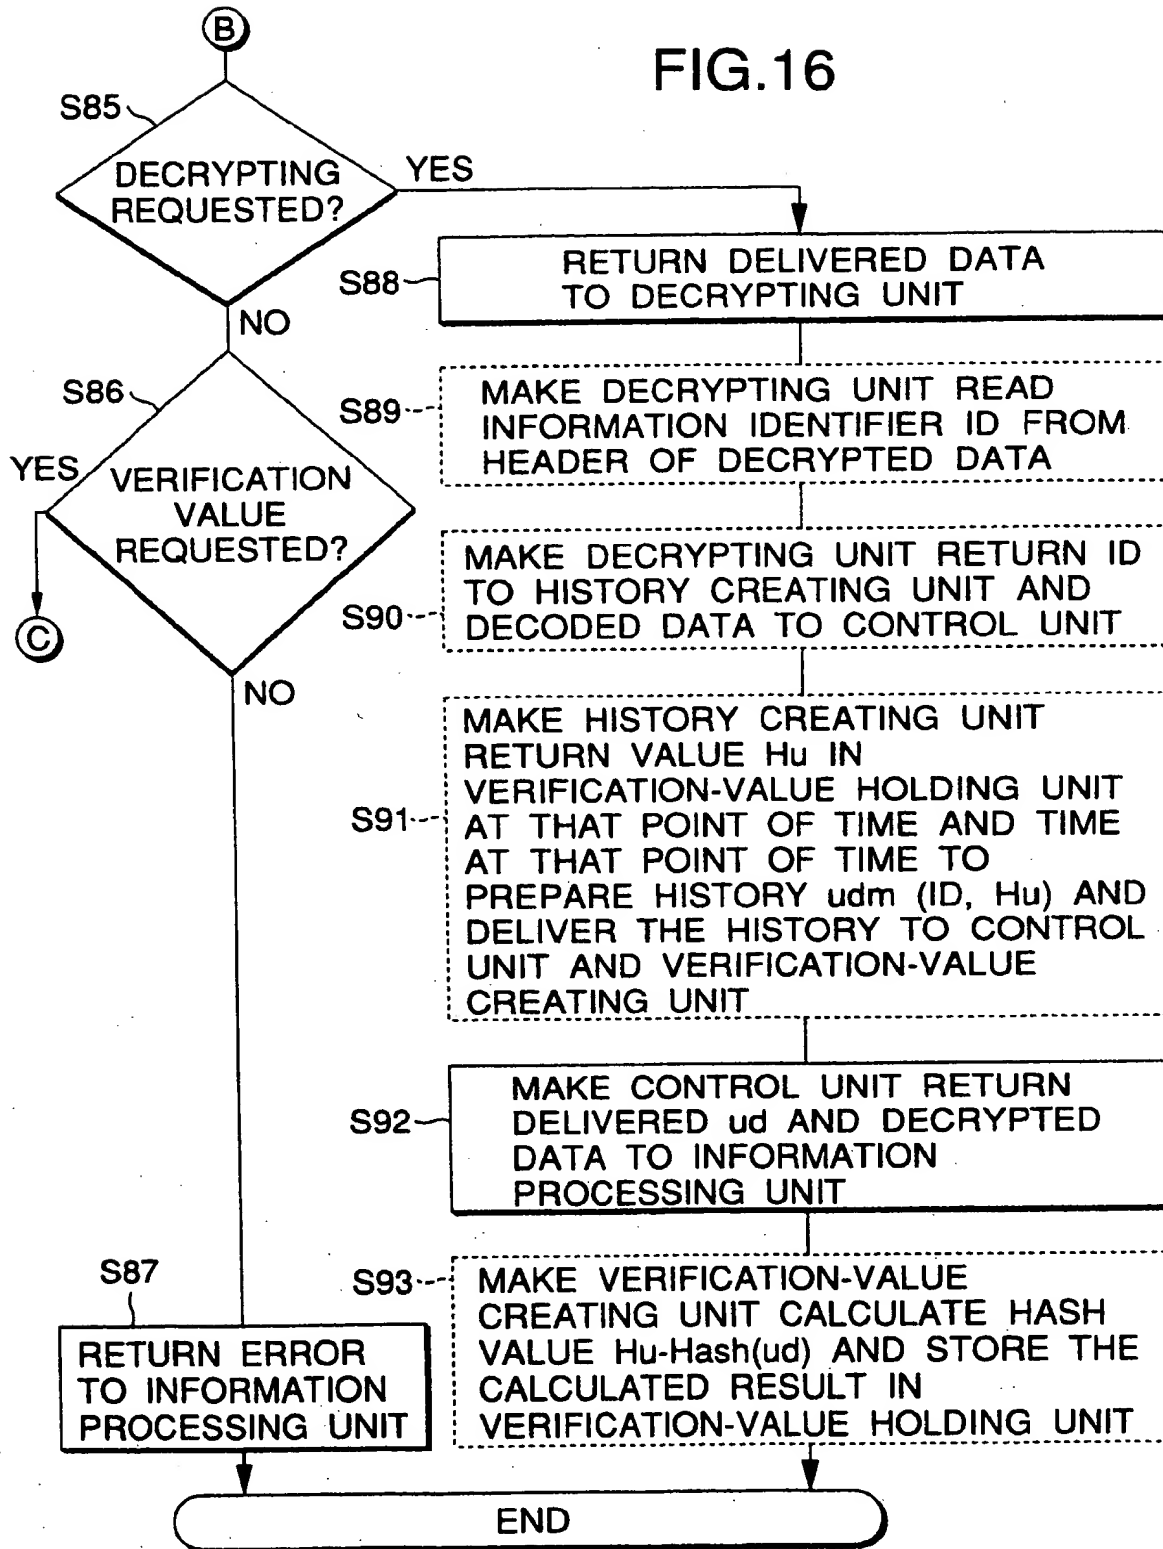 B
FIG.16
S85
DECRYPTING
REQUESTED?
YES
NO
S88
RETURN DELIVERED DATA
TO DECRYPTING UNIT
S86
YES
VERIFICATION
VALUE
REQUESTED?
C
NO
S89
MAKE DECRYPTING UNIT READ
INFORMATION IDENTIFIER ID FROM
HEADER OF DECRYPTED DATA
S90
MAKE DECRYPTING UNIT RETURN ID
TO HISTORY CREATING UNIT AND
DECODED DATA TO CONTROL UNIT
S91
MAKE HISTORY CREATING UNIT
RETURN VALUE Hu IN
VERIFICATION-VALUE HOLDING UNIT
AT THAT POINT OF TIME AND TIME
AT THAT POINT OF TIME TO
PREPARE HISTORY udm (ID, Hu) AND
DELIVER THE HISTORY TO CONTROL
UNIT AND VERIFICATION-VALUE
CREATING UNIT
S92
MAKE CONTROL UNIT RETURN
DELIVERED ud AND DECRYPTED
DATA TO INFORMATION
PROCESSING UNIT
S87
RETURN ERROR
TO INFORMATION
PROCESSING UNIT
S93
MAKE VERIFICATION-VALUE
CREATING UNIT CALCULATE HASH
VALUE Hu-Hash(ud) AND STORE THE
CALCULATED RESULT IN
VERIFICATION-VALUE HOLDING UNIT
END